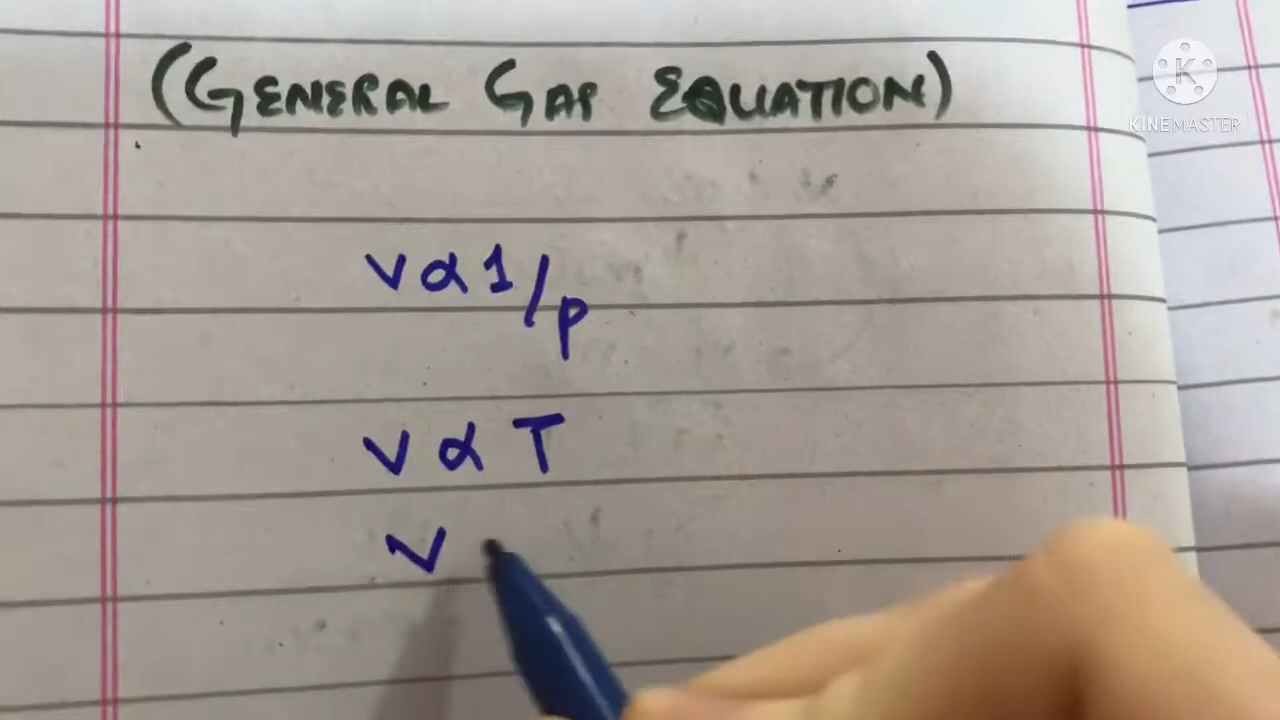 (GENERAL GAS EQUATION)
K
KINEMASTER
V α 1/p
V α T
V